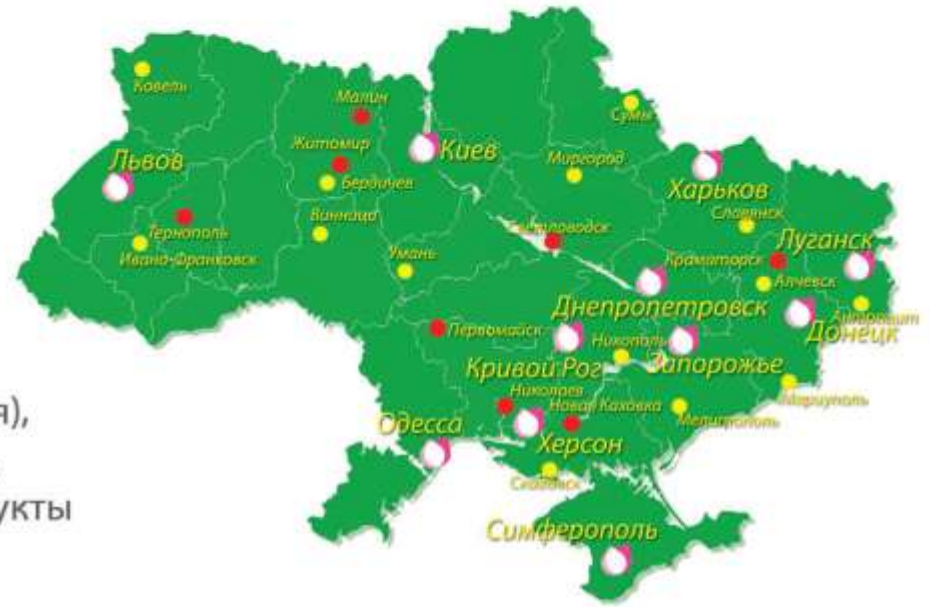 Ковель
Сумы
Малин
Житомир
Киев
Бердичев
Миргород
Львов
Харьков
Славянск
Винница
Тернополь
Светловодск
Луганск
Ивано-Франковск
Умань
Краматорск
Алчевск
Днепропетровск
Донецк
Первомайск
Никополь
Запорожье
Кривой Рог
Николаев
Новая Каховка
Мариуполь
Мелитополь
Одесса
Херсон
Симферополь
я),
укты